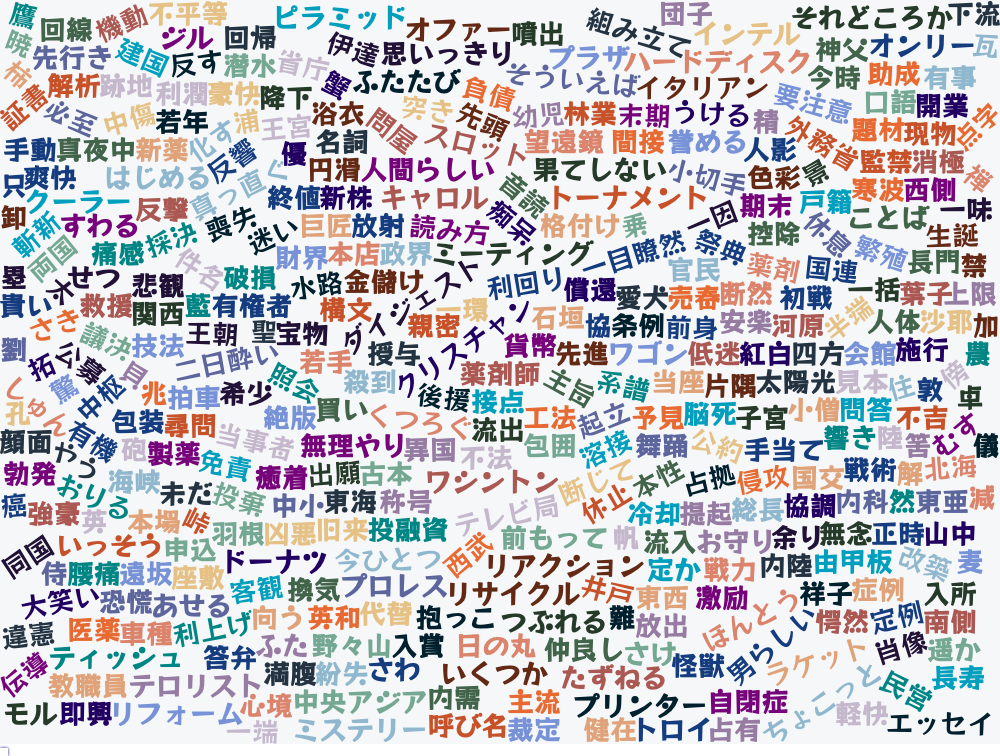 鷹 回線 機動 不平等 ピラミッド オファー 噴出 組み立て 団子 インテル それどころか 下流
暁 先行き 建国 ジル 反す 回帰 潜水 省庁 伊達 思いっきり プラザ ハードディスク 神父 オンリー 瓦
柿 解析 跡地 利潤 豪快 降下 蟹 ふたたび 負債 そういえば イタリアン 今時 助成 有事
証書 必至 中傷 若年 浦 王宮 浴衣 問屋 突き 先頭 幼児 林業 末期 うける 精 要注意 口語 開業
手動 真夜中 新薬 化す 反響 優 名詞 スロット 望遠鏡 間接 誉める 人影 外務省 題材 現物 点字
只 爽快 はじめる 真っ直ぐ 円滑 人間らしい 音読 果てしない 小切手 色彩 景 監禁 消極 禅
卸 クーラー 反撃 喪失 終値 新株 キャロル トーナメント 一因 期末 戸籍 寒波 西側
斬新 すわる 迷い 巨匠 放射 読み方 痴呆 格付け 乗 祭典 控除 休息 ことば 一味
両国 痛感 採決 件名 財界 本店 政界 ミーティング 一目瞭然 官民 薬剤 国連 繁殖 長門 生誕 禁
塁 木 せつ 悲観 破損 水路 金儲け ダイジェスト 利回り 償還 愛犬 売春 断然 初戦 一括 葉子 上限
貴い さき 救援 関西 藍 有権者 構文 親密 一環 クリスチャン 石垣 協 条例 前身 安楽 河原 半端 人体 沙耶 加
劉 拓 公募 議決 技法 王朝 聖 宝物 二日酔い 若手 授与 貨幣 先進 ワゴン 低迷 紅白 四方 会館 施行 農
くめん 驚 中枢 貝 兆 拍車 希少 照会 殺到 後援 薬剤師 主旨 系譜 当座 片隅 太陽光 見本 住 敦 傍 卓
孔 有機 包装 尋問 絶版 買い くつろぐ 接点 工法 起立 予見 脳死 子宮 小僧 問答 不吉
顔面 やう 砲 製薬 当事者 無理やり 異国 流出 不法 包囲 溶接 舞踊 公約 手当て 響き 陸 答 むす 儀
勃発 おりる 海峡 免責 癒着 出願 古本 ワシントン 断じて 本性 占拠 侵攻 国交 戦術 解 北海
癌 強豪 英 未だ 投棄 中小 東海 称号 テレビ局 休止 冷却 提起 総長 協調 内科 然 東亜 減
本場 峠 羽根 凶悪 旧来 投融資 前もって 帆 流入 お守り 余り 無念 正時 山中
同国 いっそう 申込 ドーナツ 今ひとつ 西武 リアクション 定か 戦力 内陸 由甲板 改築 麦
侍 腰痛 遠坂 座敷 客観 換気 プロレス リサイクル 井戸 東西 激励 祥子 症例 入所
大笑い 恐慌 あせる 向う 英和 代替 抱っこ つぶれる 難 放出 ほんとう 愕然 定例 南側
違憲 医薬 車種 利上げ ふた 野々山 入賞 日の丸 仲良し さけ 怪獣 男らしい ラケット 肖像 遥か
伝導 ティッシュ 答弁 満腹 紛失 さわ いくつか たずねる 民営 長寿
教職員 テロリスト 心境 中央アジア 内需 主流 プリンター 自閉症 ちょこっと 軽快
モル 即興 リフォーム 一端 ミステリー 呼び名 裁定 健在 トロイ 占有 エッセイ